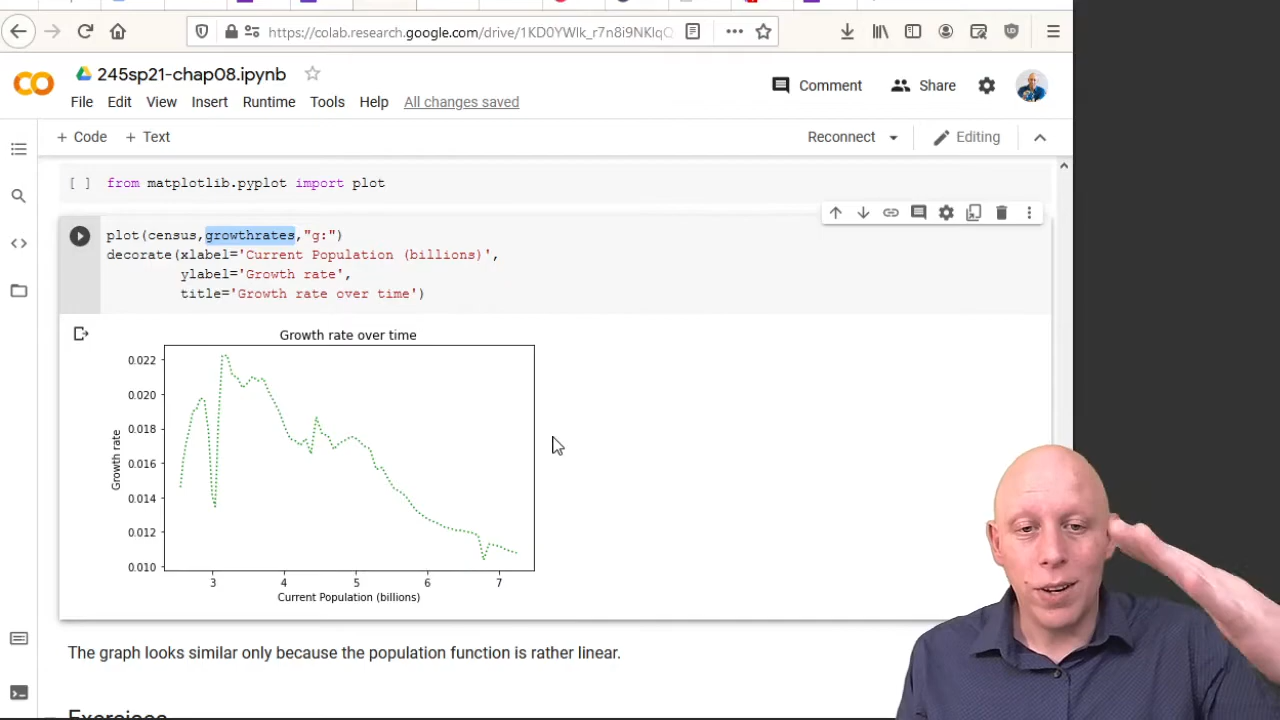 https://colab.research.google.com/drive/1KD0YWlk_r7n8i9NKlqQ
CO
245sp21-chap08.ipynb
Comment
Share
File Edit View Insert Runtime Tools Help All changes saved
+ Code + Text
Reconnect
Editing
[ ] from matplotlib.pyplot import plot
plot(census,growthrates,"g:")
decorate(xlabel='Current Population (billions)',
ylabel='Growth rate',
title='Growth rate over time')
Growth rate over time
0.022
0.020
0.018
0.016
0.014
0.012
0.010
Growth rate
3 4 5 6 7
Current Population (billions)
The graph looks similar only because the population function is rather linear.
Exercises